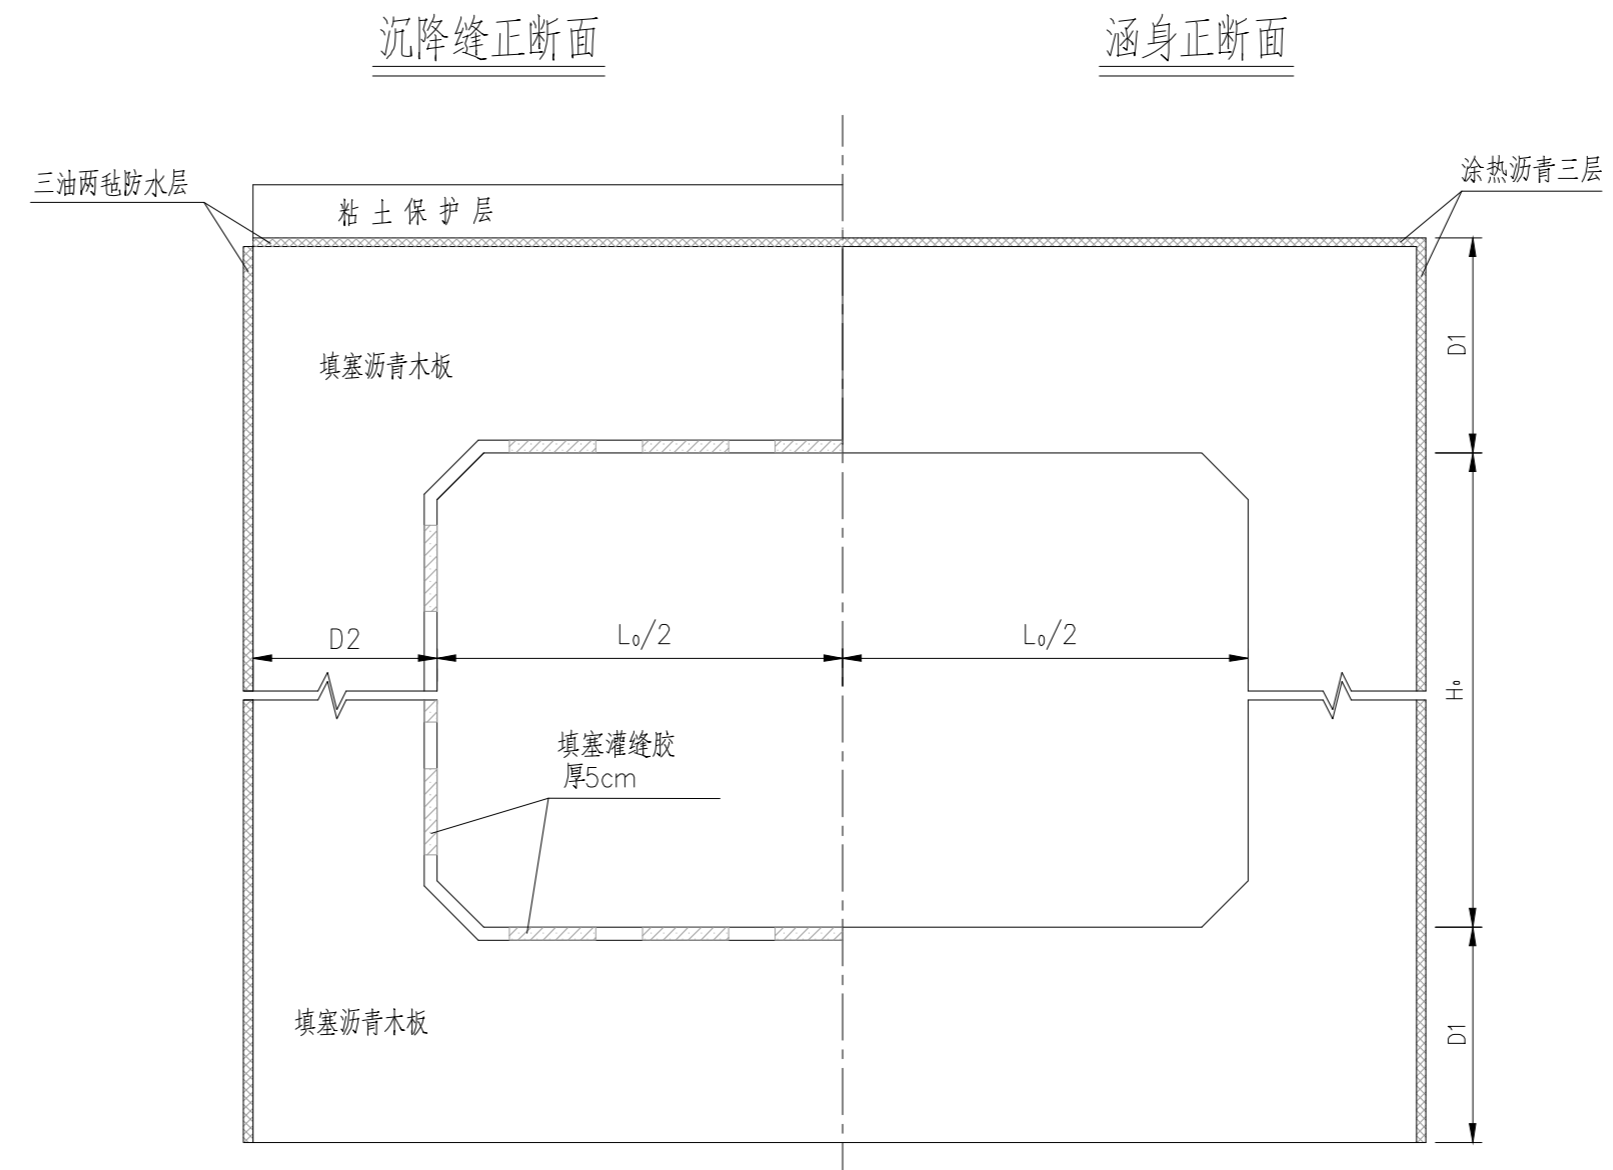 沉降缝正断面
涵身正断面
三油两毡防水层
涂热沥青三层
粘土保护层
D1
填塞沥青木板
D2
L₀/2
L₀/2
H₀
填塞灌缝胶
厚5cm
填塞沥青木板
D1